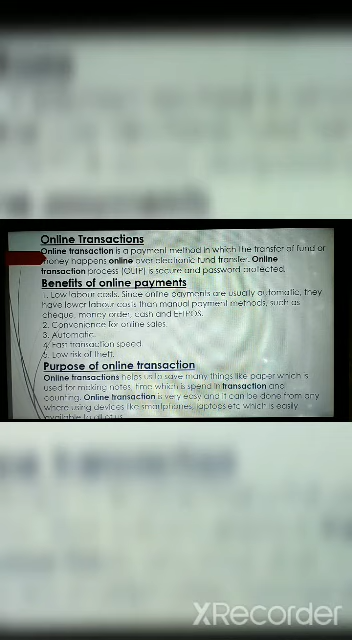 Online Transactions
Online transaction is a payment method in which the transfer of fund or
money happens online over electronic fund transfer. Online
transaction process (OLTP) is secure and password protected.
Benefits of online payments
1. Low labour costs. Since online payments are usually automatic, they
have lower labour costs than manual payment methods, such as
cheque, money order, cash and EFTPOS.
2. Convenience for online sales.
3. Automatic.
4. Fast transaction speed.
5. Low risk of theft.
Purpose of online transaction
Online transactions helps us to save many things like paper which is
used for making notes, time which is spend in transaction and
counting. Online transaction is very easy and it can be done from any
where using devices like smartphones, laptops etc which is easily
available to all of us.
XRecorder